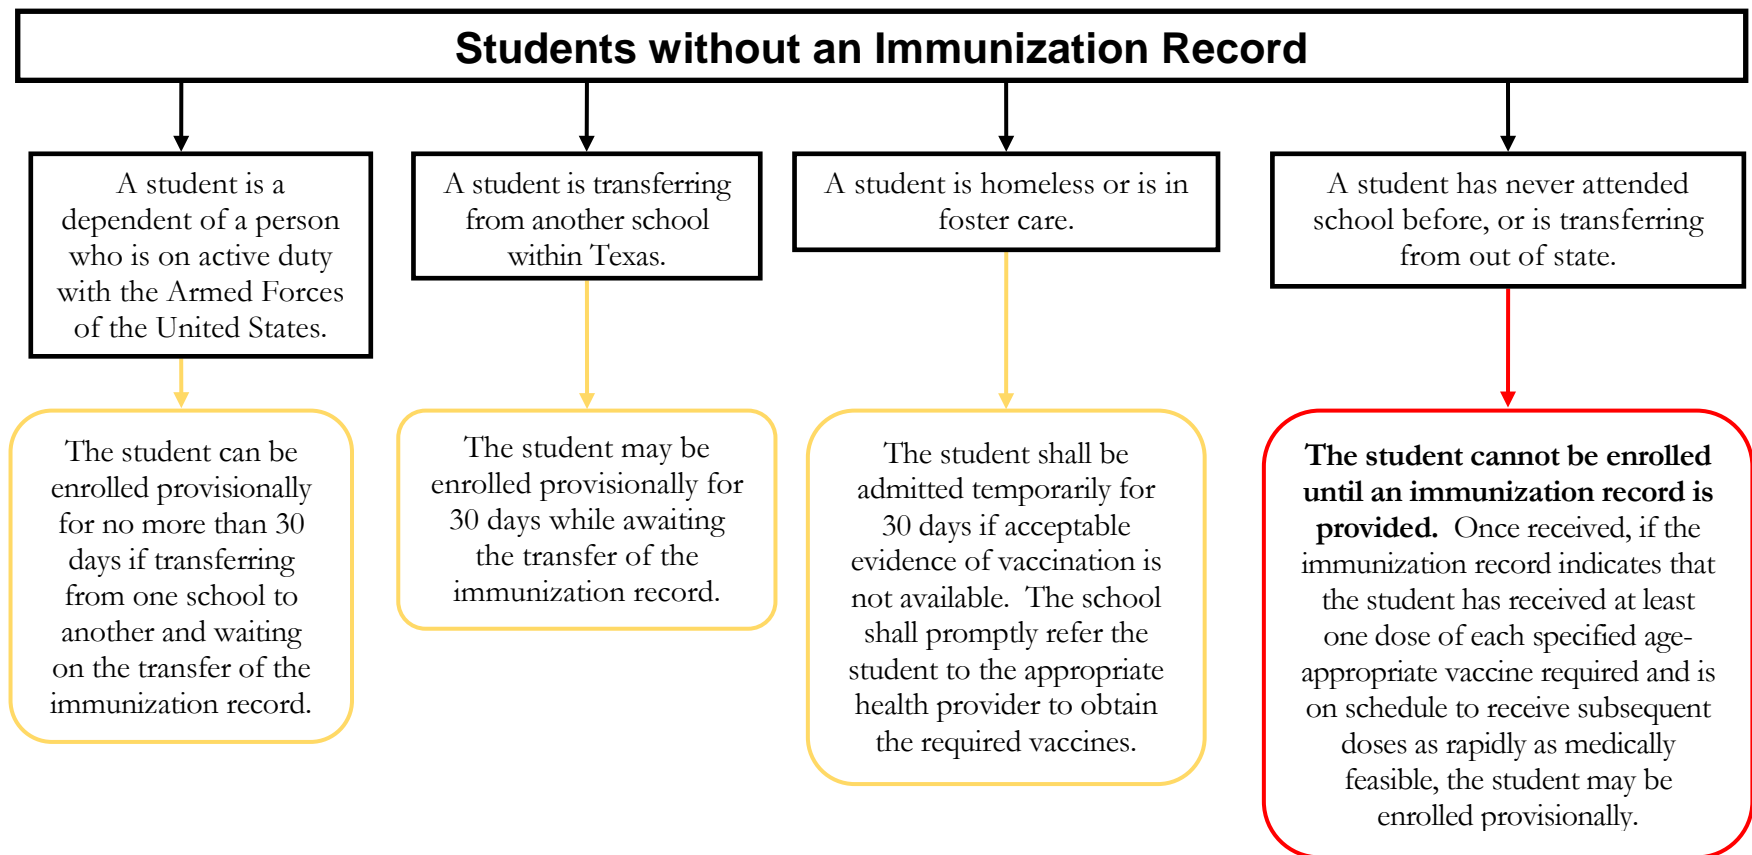 Students without an Immunization Record
A student is a
dependent of a person
who is on active duty
with the Armed Forces
of the United States.
The student can be
enrolled provisionally
for no more than 30
days if transferring
from one school to
another and waiting
on the transfer of the
immunization record.
A student is transferring
from another school
within Texas.
The student may be
enrolled provisionally for
30 days while awaiting
the transfer of the
immunization record.
A student is homeless or is in
foster care.
The student shall be
admitted temporarily for
30 days if acceptable
evidence of vaccination is
not available.  The school
shall promptly refer the
student to the appropriate
health provider to obtain
the required vaccines.
A student has never attended
school before, or is transferring
from out of state.
The student cannot be enrolled
until an immunization record is
provided.  Once received, if the
immunization record indicates that
the student has received at least
one dose of each specified age-
appropriate vaccine required and is
on schedule to receive subsequent
doses as rapidly as medically
feasible, the student may be
enrolled provisionally.